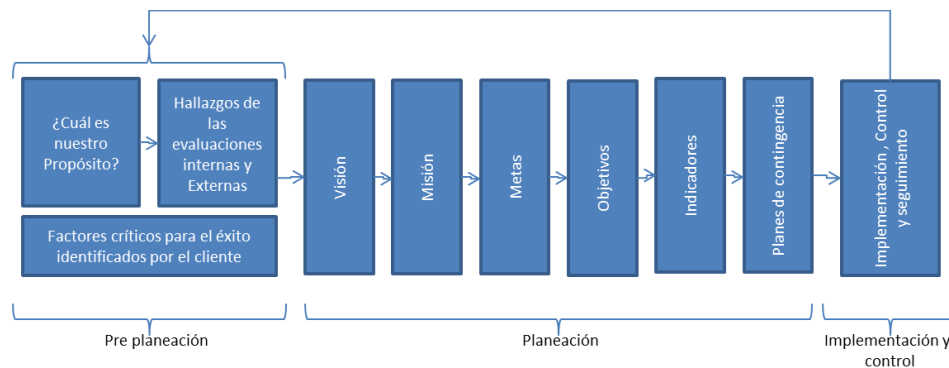 ¿Cuál es
nuestro
Propósito?
Hallazgos de
las
evaluaciones
internas y
Externas
Factores críticos para el éxito
identificados por el cliente
Visión
Misión
Metas
Objetivos
Indicadores
Planes de contingencia
Implementación , Control
y seguimiento
Pre planeación
Planeación
Implementación y
control